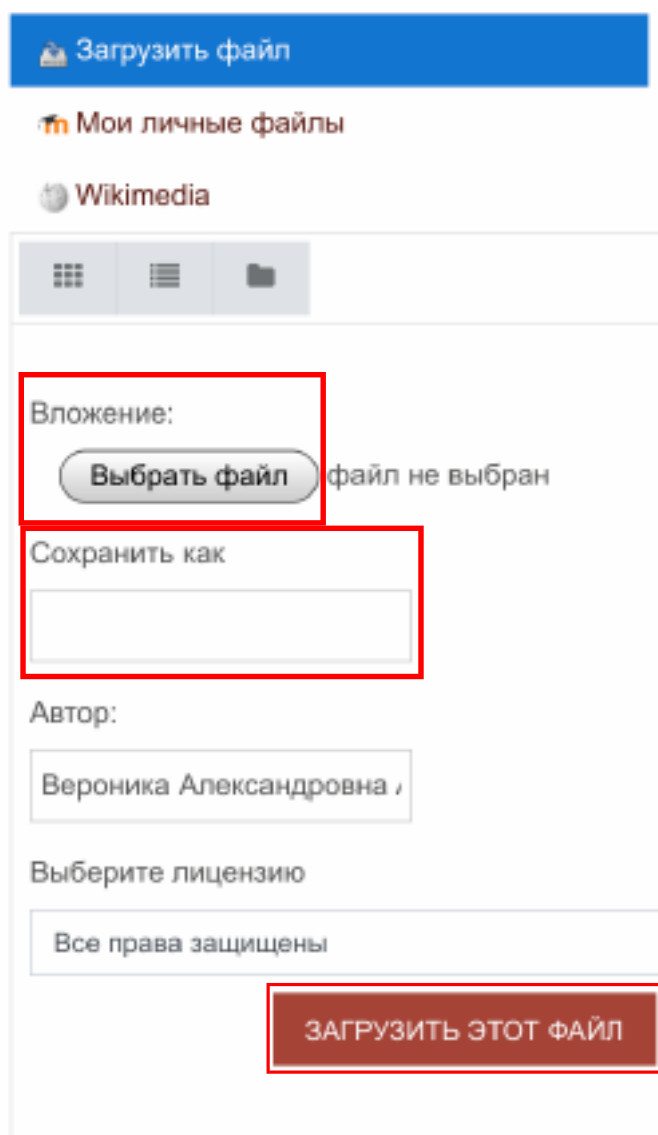 Загрузить файл
Мои личные файлы
Wikimedia
Вложение:
Выбрать файл файл не выбран
Сохранить как
Автор:
Вероника Александровна
Выберите лицензию
Все права защищены
ЗАГРУЗИТЬ ЭТОТ ФАЙЛ